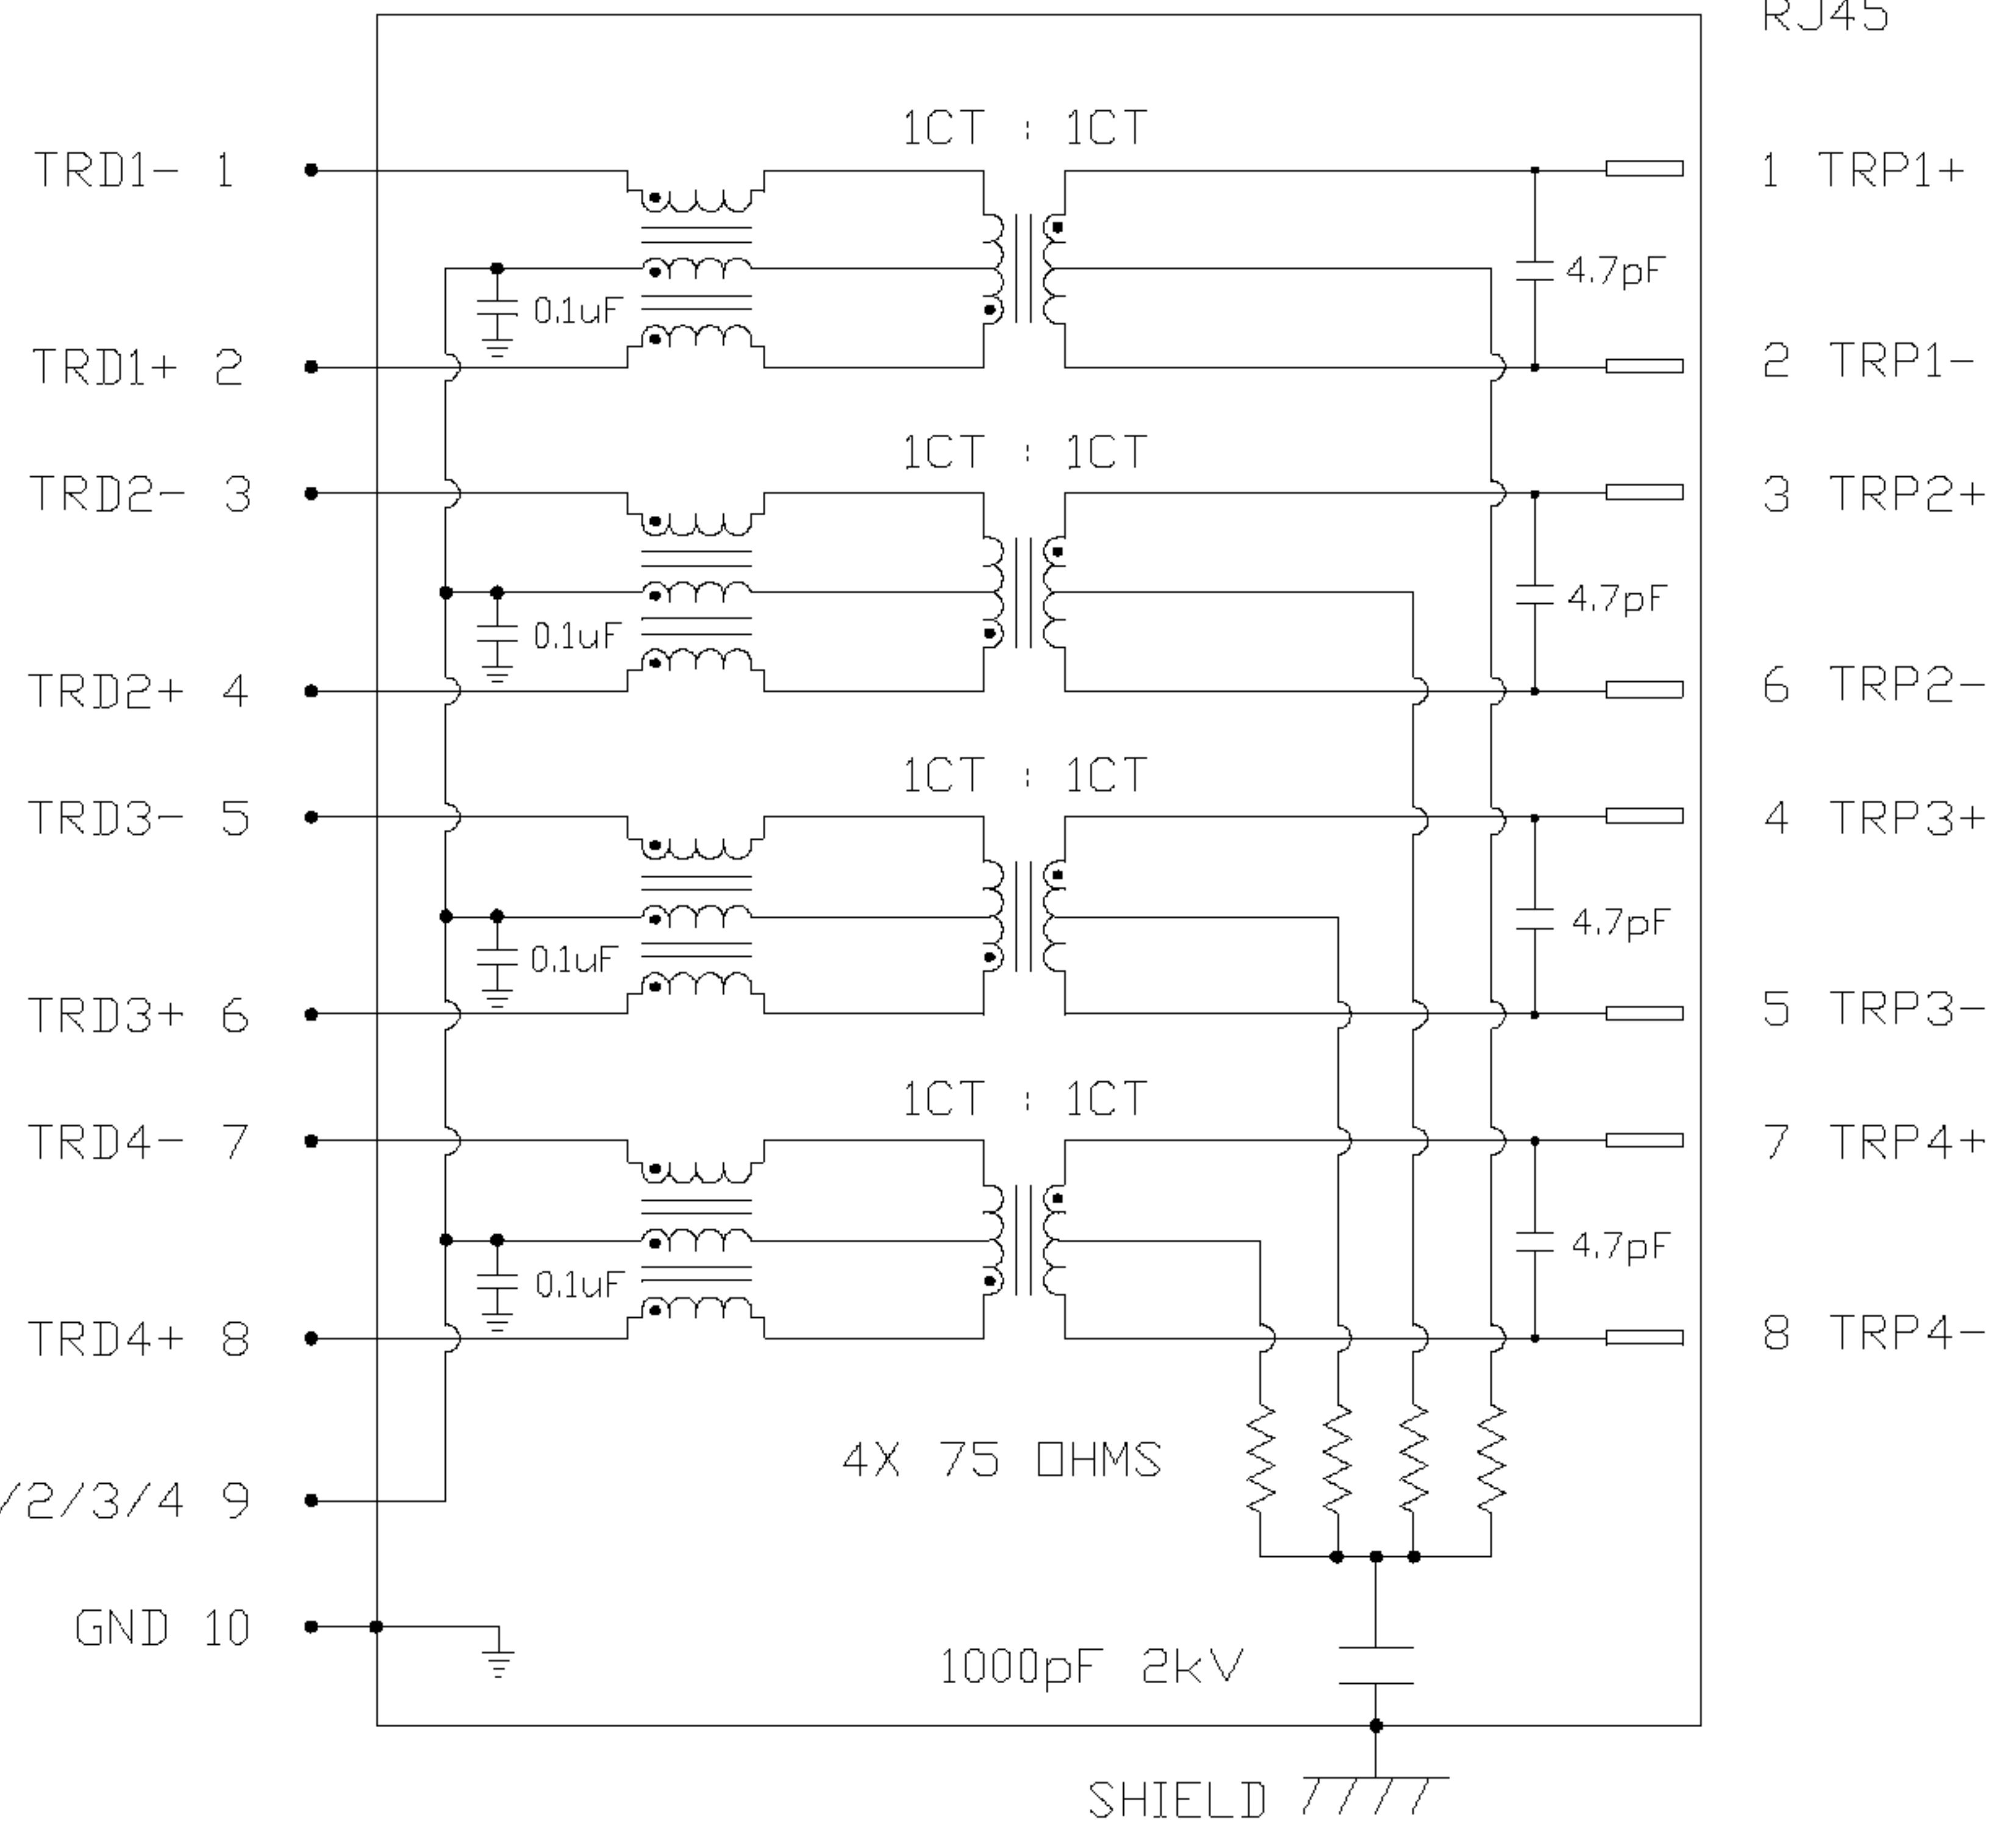 RJ45
1CT : 1CT
TRD1- 1
1 TRP1+
4.7pF
0.1uF
TRD1+ 2
2 TRP1-
1CT : 1CT
TRD2- 3
3 TRP2+
4.7pF
0.1uF
TRD2+ 4
6 TRP2-
1CT : 1CT
TRD3- 5
4 TRP3+
4.7pF
0.1uF
TRD3+ 6
5 TRP3-
1CT : 1CT
TRD4- 7
7 TRP4+
4.7pF
0.1uF
TRD4+ 8
8 TRP4-
4X 75 OHMS
/2/3/4 9
GND 10
1000pF 2kV
SHIELD